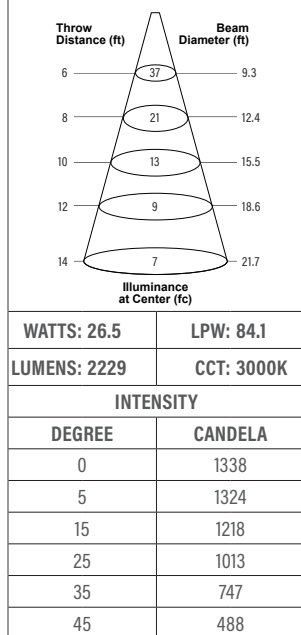 Throw Beam
Distance (ft) Diameter (ft)
6 37 9.3
8 21 12.4
10 13 15.5
12 9 18.6
14 7 21.7
Illuminance
at Center (fc)
WATTS: 26.5 LPW: 84.1
LUMENS: 2229 CCT: 3000K
INTENSITY
DEGREE CANDELA
0 1338
5 1324
15 1218
25 1013
35 747
45 488